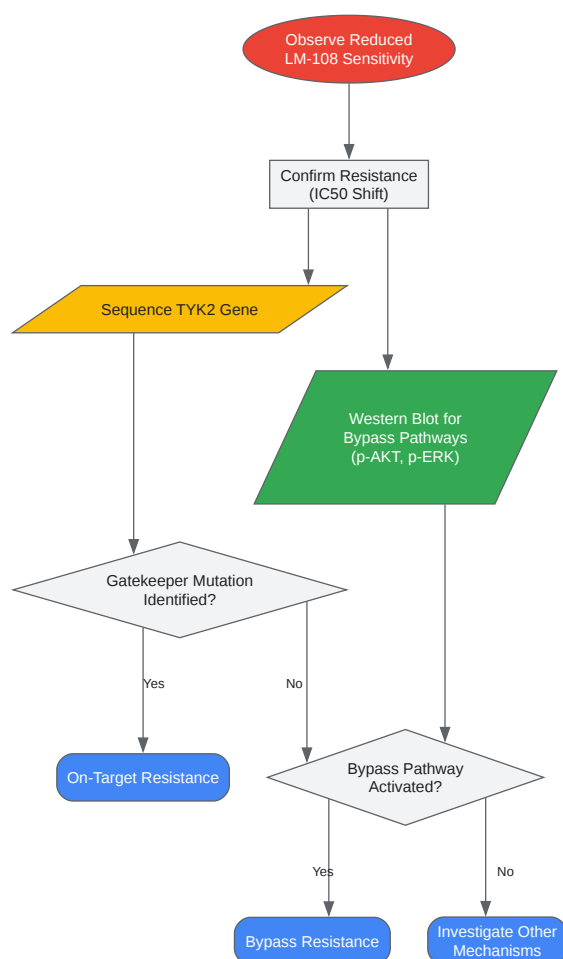 Observe Reduced
LM-108 Sensitivity
Confirm Resistance
(IC50 Shift)
Sequence TYK2 Gene
Western Blot for
Bypass Pathways
(p-AKT, p-ERK)
Gatekeeper Mutation
Identified?
Yes
No
On-Target Resistance
Bypass Pathway
Activated?
Yes
No
Bypass Resistance
Investigate Other
Mechanisms